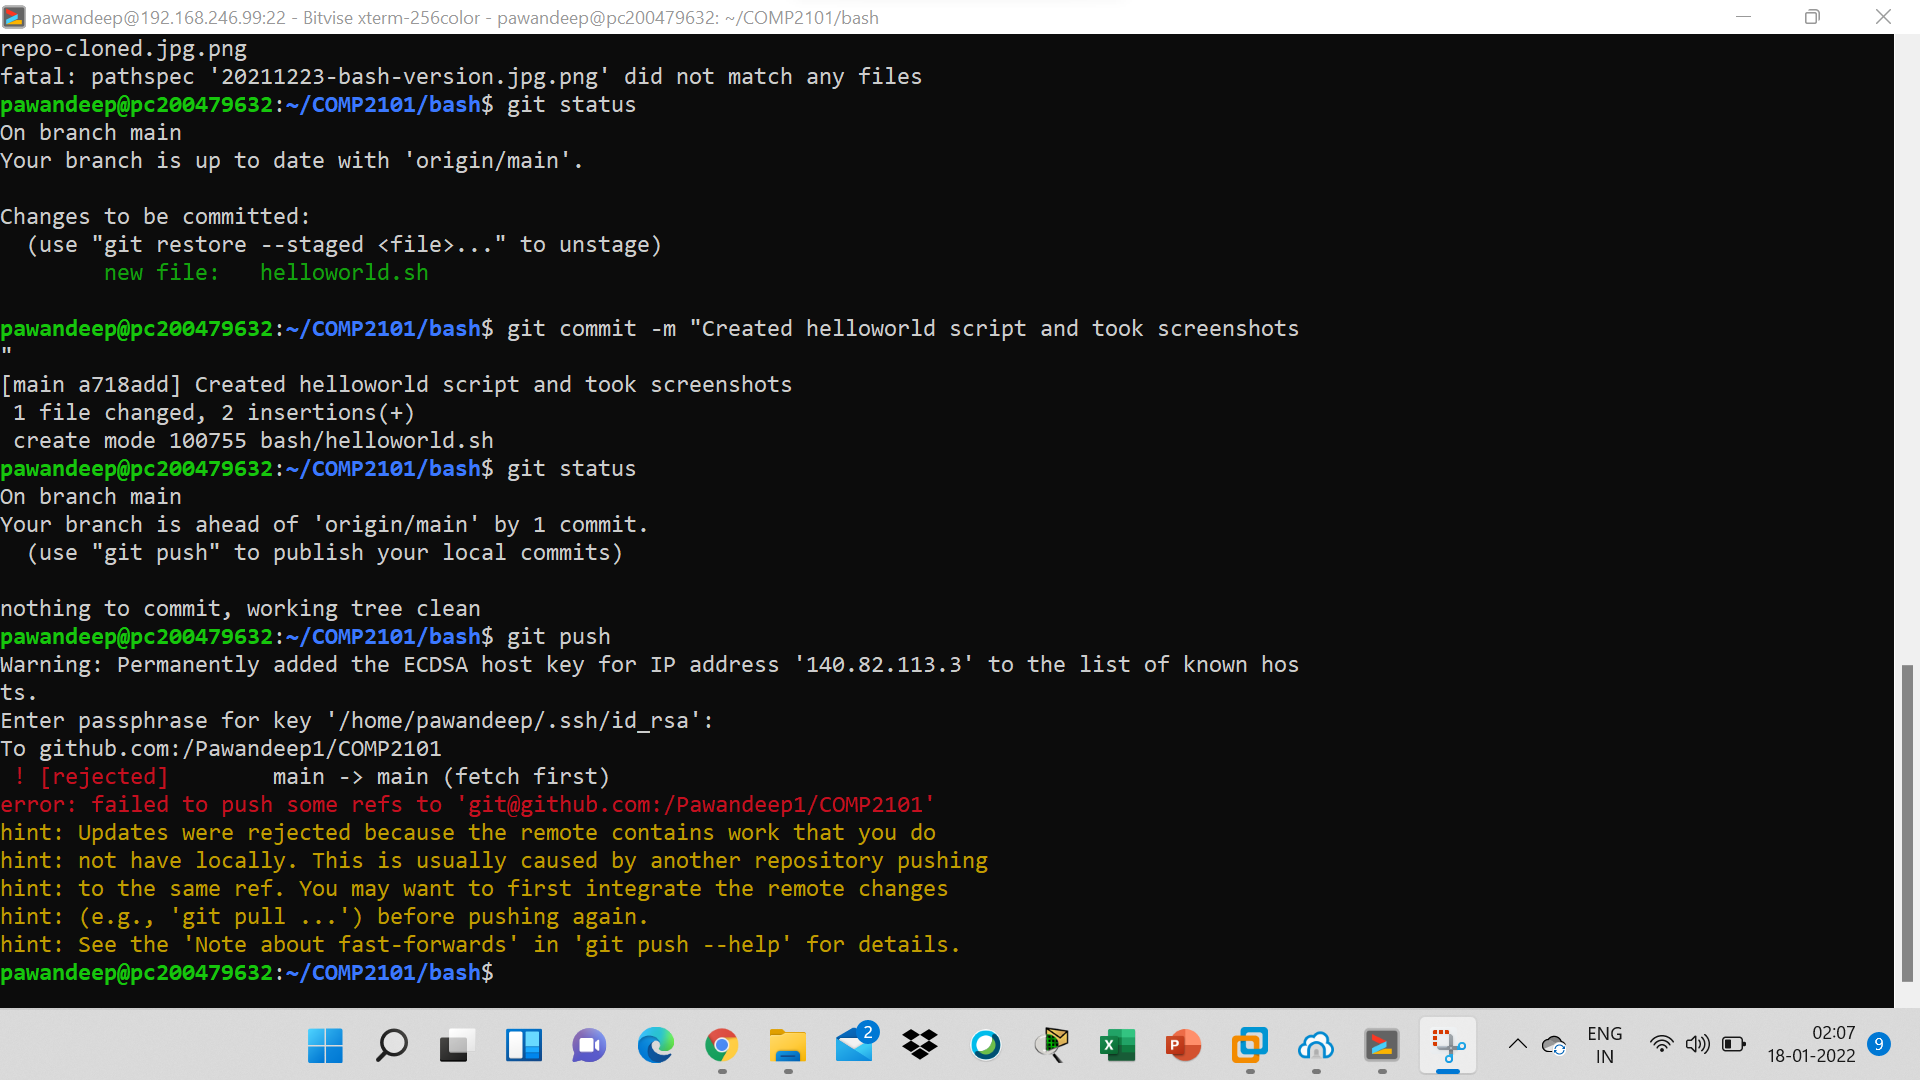 pawandeep@192.168.246.99:22 - Bitvise xterm-256color - pawandeep@pc200479632: ~/COMP2101/bash
repo-cloned.jpg.png
fatal: pathspec '20211223-bash-version.jpg.png' did not match any files
pawandeep@pc200479632:~/COMP2101/bash$ git status
On branch main
Your branch is up to date with 'origin/main'.
Changes to be committed:
  (use "git restore --staged <file>..." to unstage)
        new file:   helloworld.sh
pawandeep@pc200479632:~/COMP2101/bash$ git commit -m "Created helloworld script and took screenshots
"
[main a718add] Created helloworld script and took screenshots
 1 file changed, 2 insertions(+)
 create mode 100755 bash/helloworld.sh
pawandeep@pc200479632:~/COMP2101/bash$ git status
On branch main
Your branch is ahead of 'origin/main' by 1 commit.
  (use "git push" to publish your local commits)
nothing to commit, working tree clean
pawandeep@pc200479632:~/COMP2101/bash$ git push
Warning: Permanently added the ECDSA host key for IP address '140.82.113.3' to the list of known hos
ts.
Enter passphrase for key '/home/pawandeep/.ssh/id_rsa':
To github.com:/Pawandeep1/COMP2101
 ! [rejected]        main -> main (fetch first)
error: failed to push some refs to 'git@github.com:/Pawandeep1/COMP2101'
hint: Updates were rejected because the remote contains work that you do
hint: not have locally. This is usually caused by another repository pushing
hint: to the same ref. You may want to first integrate the remote changes
hint: (e.g., 'git pull ...') before pushing again.
hint: See the 'Note about fast-forwards' in 'git push --help' for details.
pawandeep@pc200479632:~/COMP2101/bash$
2
X
P
ENG
IN
02:07
18-01-2022
9